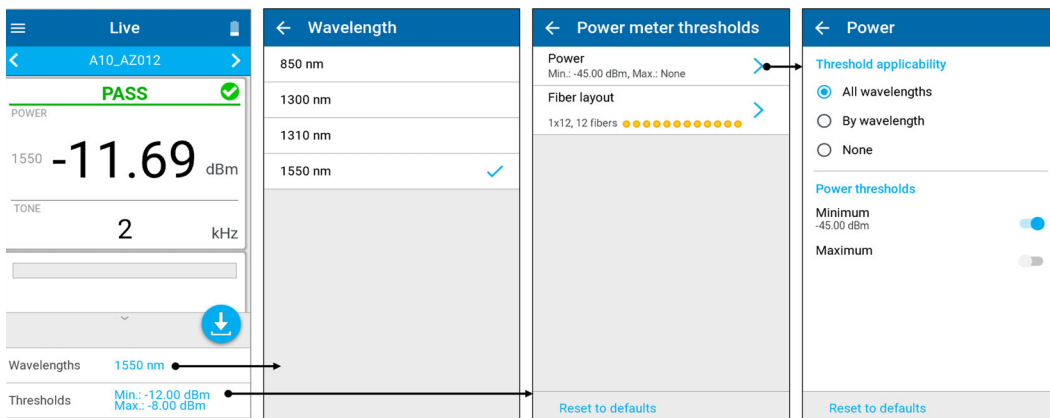 Live
A10_AZ012
PASS
POWER
1550 -11.69 dBm
TONE
2 kHz
Wavelengths 1550 nm
Thresholds Min.: -12.00 dBm
Max.: -8.00 dBm
Wavelength
850 nm
1300 nm
1310 nm
1550 nm
Power meter thresholds
Power
Min.: -45.00 dBm, Max.: None
Fiber layout
1x12, 12 fibers
Reset to defaults
Power
Threshold applicability
All wavelengths
By wavelength
None
Power thresholds
Minimum
-45.00 dBm
Maximum
Reset to defaults